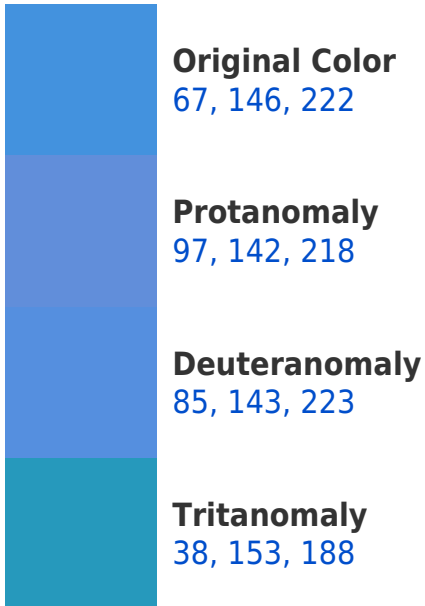 Original Color
67, 146, 222
Protanomaly
97, 142, 218
Deuteranomaly
85, 143, 223
Tritanomaly
38, 153, 188